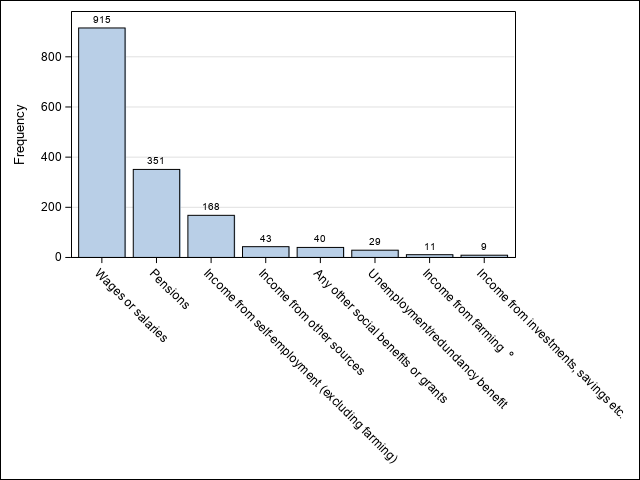 915
800
600
Frequency
400
351
200
168
43
40
29
11
9
0
Wages or salaries
Pensions
Income from self-employment (excluding farming)
Income from other sources
Any other social benefits or grants
Unemployment/redundancy benefit
Income from farming °
Income from investments, savings etc.